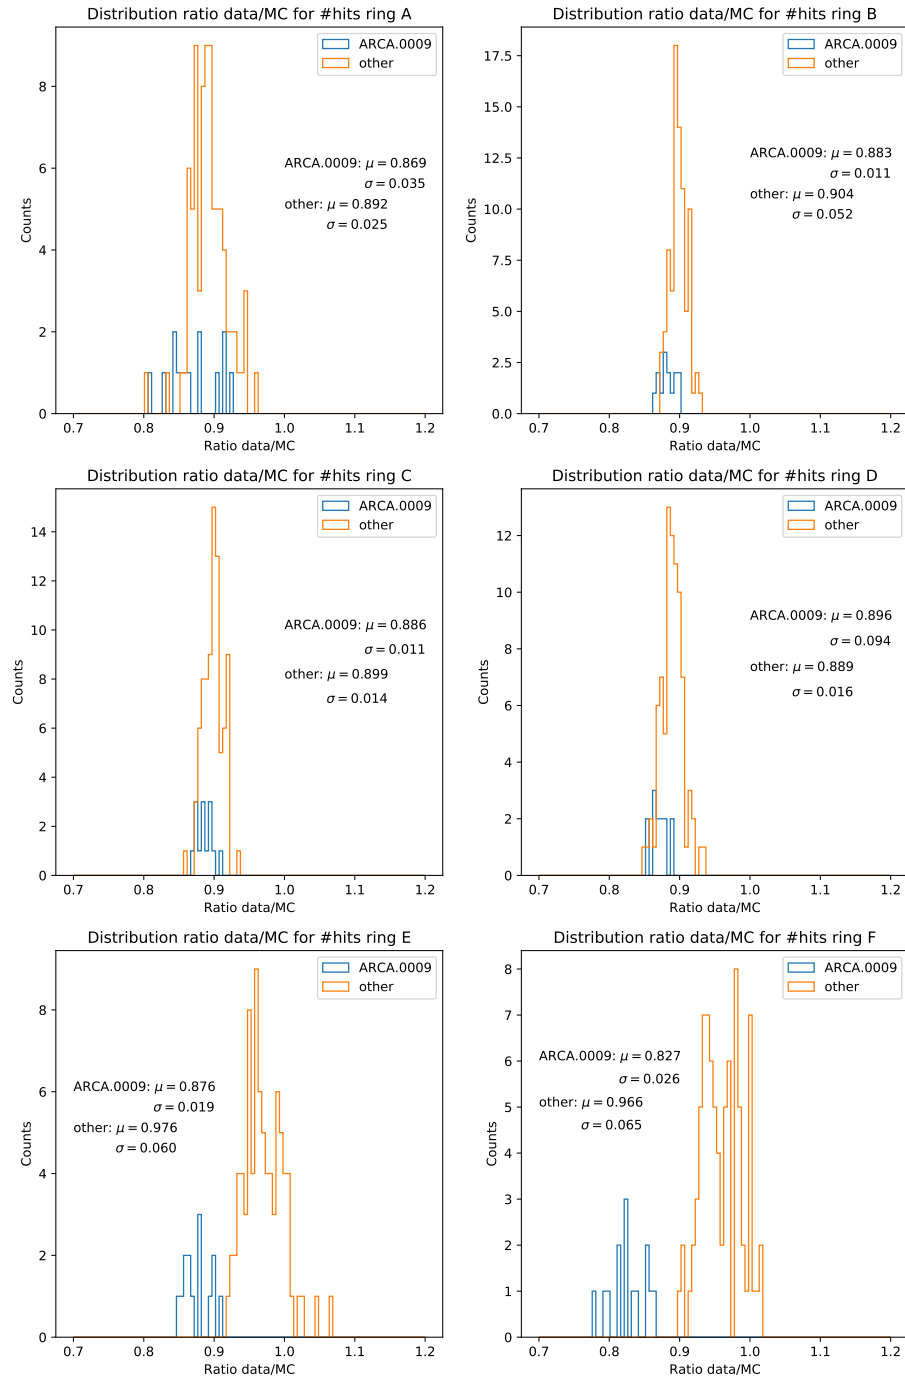 Distribution ratio data/MC for #hits ring A
ARCA.0009
other
ARCA.0009: μ = 0.869
σ = 0.035
other: μ = 0.892
σ = 0.025
Counts
8
6
4
2
0
0.7 0.8 0.9 1.0 1.1 1.2
Ratio data/MC
Distribution ratio data/MC for #hits ring B
ARCA.0009
other
ARCA.0009: μ = 0.883
σ = 0.011
other: μ = 0.904
σ = 0.052
Counts
17.5
15.0
12.5
10.0
7.5
5.0
2.5
0.0
0.7 0.8 0.9 1.0 1.1 1.2
Ratio data/MC
Distribution ratio data/MC for #hits ring C
ARCA.0009
other
ARCA.0009: μ = 0.886
σ = 0.011
other: μ = 0.899
σ = 0.014
Counts
14
12
10
8
6
4
2
0
0.7 0.8 0.9 1.0 1.1 1.2
Ratio data/MC
Distribution ratio data/MC for #hits ring D
ARCA.0009
other
ARCA.0009: μ = 0.896
σ = 0.094
other: μ = 0.889
σ = 0.016
Counts
12
10
8
6
4
2
0
0.7 0.8 0.9 1.0 1.1 1.2
Ratio data/MC
Distribution ratio data/MC for #hits ring E
ARCA.0009
other
ARCA.0009: μ = 0.876
σ = 0.019
other: μ = 0.976
σ = 0.060
Counts
8
6
4
2
0
0.7 0.8 0.9 1.0 1.1 1.2
Ratio data/MC
Distribution ratio data/MC for #hits ring F
ARCA.0009
other
ARCA.0009: μ = 0.827
σ = 0.026
other: μ = 0.966
σ = 0.065
Counts
8
7
6
5
4
3
2
1
0
0.7 0.8 0.9 1.0 1.1 1.2
Ratio data/MC